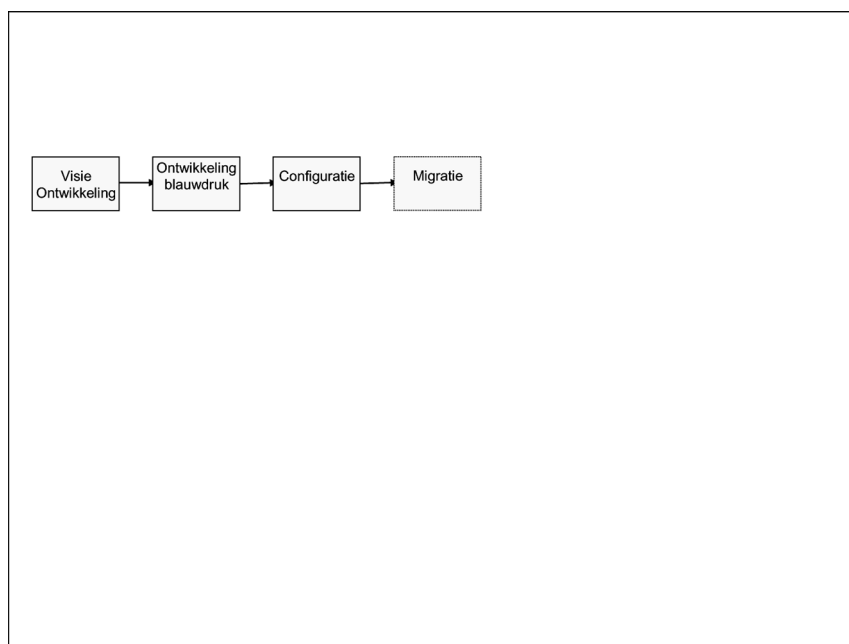 Visie
Ontwikkeling
Ontwikkeling
blauwdruk
Configuratie
Migratie